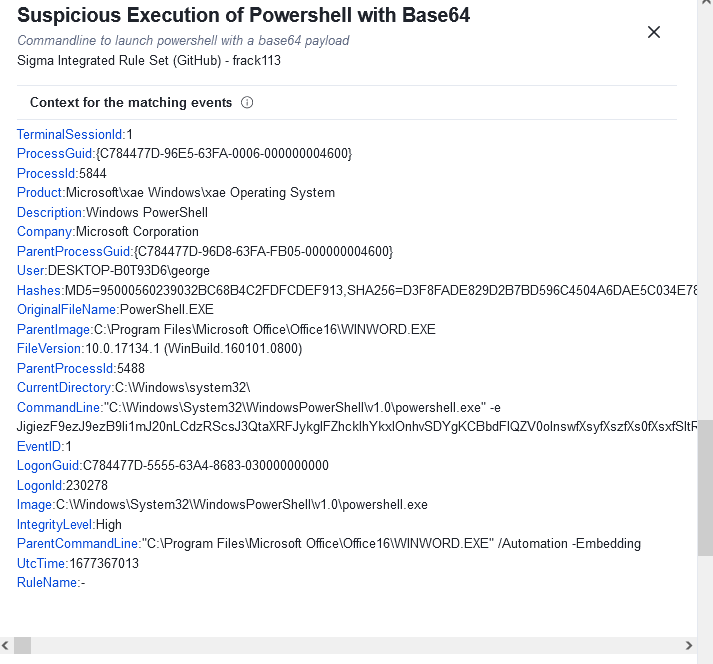 Suspicious Execution of Powershell with Base64
Commandline to launch powershell with a base64 payload
Sigma Integrated Rule Set (GitHub) - frack113
Context for the matching events
TerminalSessionId:1
ProcessGuid:{C784477D-96E5-63FA-0006-000000004600}
ProcessId:5844
Product:Microsoft\xae Windows\xae Operating System
Description:Windows PowerShell
Company:Microsoft Corporation
ParentProcessGuid:{C784477D-96D8-63FA-FB05-000000004600}
User:DESKTOP-B0T93D6\george
Hashes:MD5=95000560239032BC68B4C2FDFCDEF913,SHA256=D3F8FADE829D2B7BD596C4504A6DAE5C034E78
OriginalFileName:PowerShell.EXE
ParentImage:C:\Program Files\Microsoft Office\Office16\WINWORD.EXE
FileVersion:10.0.17134.1 (WinBuild.160101.0800)
ParentProcessId:5488
CurrentDirectory:C:\Windows\system32\
CommandLine:"C:\Windows\System32\WindowsPowerShell\v1.0\powershell.exe" -e
EventID:1
LogonGuid:C784477D-5555-63A4-8683-030000000000
LogonId:230278
Image:C:\Windows\System32\WindowsPowerShell\v1.0\powershell.exe
IntegrityLevel:High
ParentCommandLine:"C:\Program Files\Microsoft Office\Office16\WINWORD.EXE" /Automation -Embedding
UtcTime:1677367013
RuleName:-